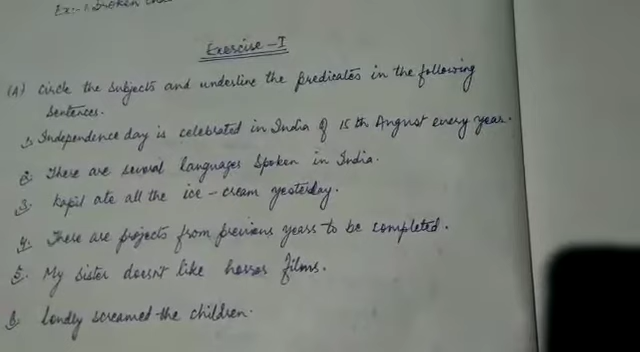 Ex:- Spoken
Exercise - I
(A) Circle the subjects and underline the predicates in the following
sentences.
1. Independence day is celebrated in India of 15th August every year.
2. There are several languages spoken in India.
3. Kapil ate all the ice-cream yesterday.
4. There are projects from previous years to be completed.
5. My sister doesn't like horror films.
6. Loudly screamed the children.